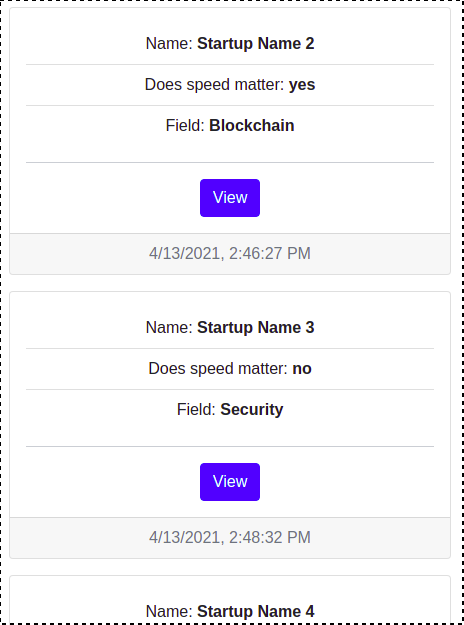 Name: Startup Name 2
Does speed matter: yes
Field: Blockchain
View
4/13/2021, 2:46:27 PM
Name: Startup Name 3
Does speed matter: no
Field: Security
View
4/13/2021, 2:48:32 PM
Name: Startup Name 4